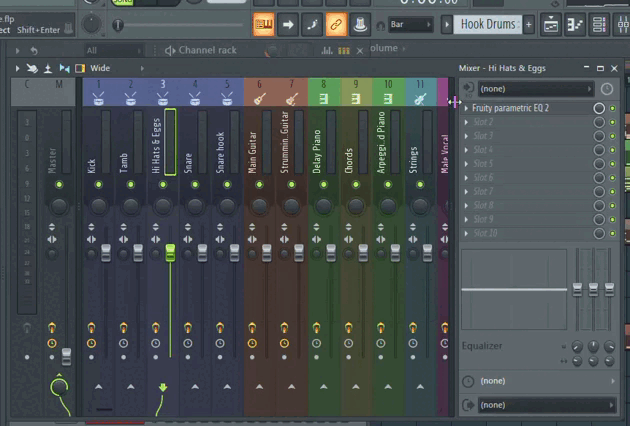 SONG
e.flp
ect Shift+Enter
Bar
Hook Drums
All
Channel rack
olume
Wide
Mixer - Hi Hats & Eggs
C M 1 2 3 4 5 6 7 8 9 10 11
(none)
Master
Kick
Tamb
Hi Hats & Eggs
Snare
Snare hook
Main Guitar
Strummin. Guitar
Delay Piano
Chords
Arpeggi..d Piano
Strings
Male Vocal
Fruity parametric EQ 2
Slot 2
Slot 3
Slot 4
Slot 5
Slot 6
Slot 7
Slot 8
Slot 9
Slot 10
Equalizer
(none)
(none)